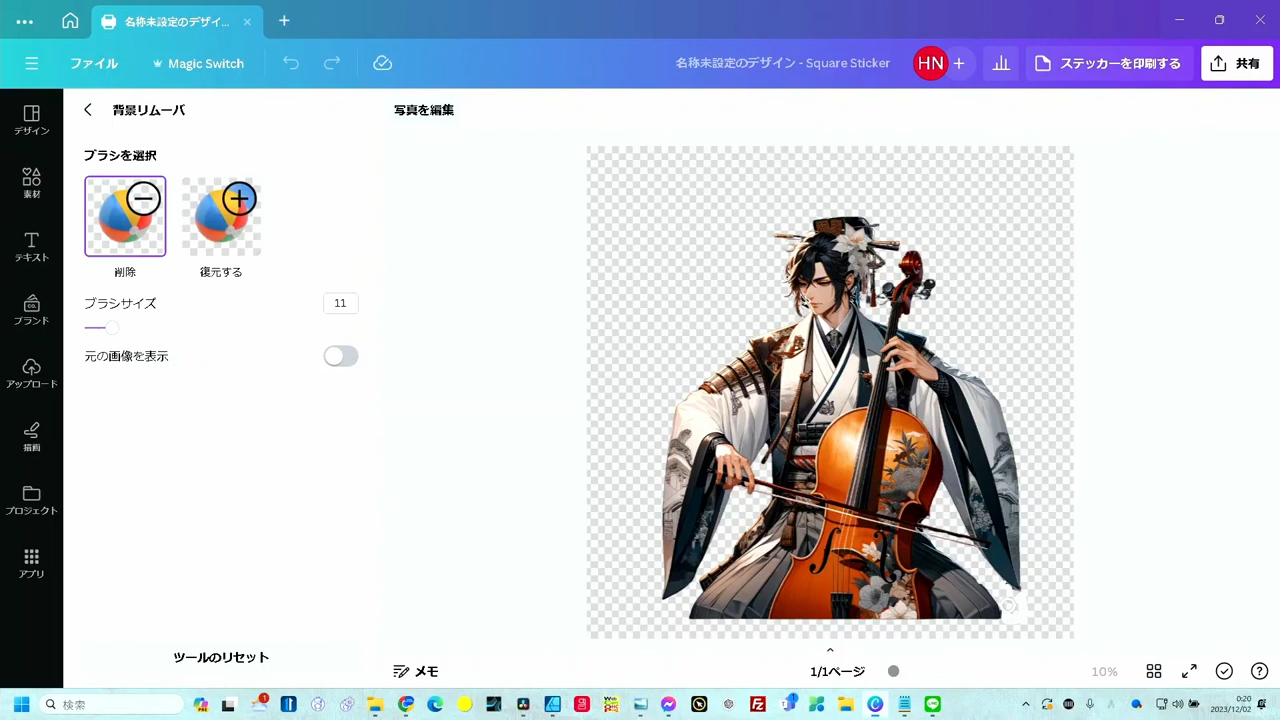 名称未設定のデザイ...
ファイル
Magic Switch
名称未設定のデザイン - Square Sticker
HN
ステッカーを印刷する
共有
デザイン
素材
テキスト
ブランド
アップロード
描画
プロジェクト
アプリ
背景リムーバ
ブラシを選択
削除
復元する
ブラシサイズ
11
元の画像を表示
ツールのリセット
写真を編集
メモ
1/1ページ
10%
検索
0:20
2023/12/02